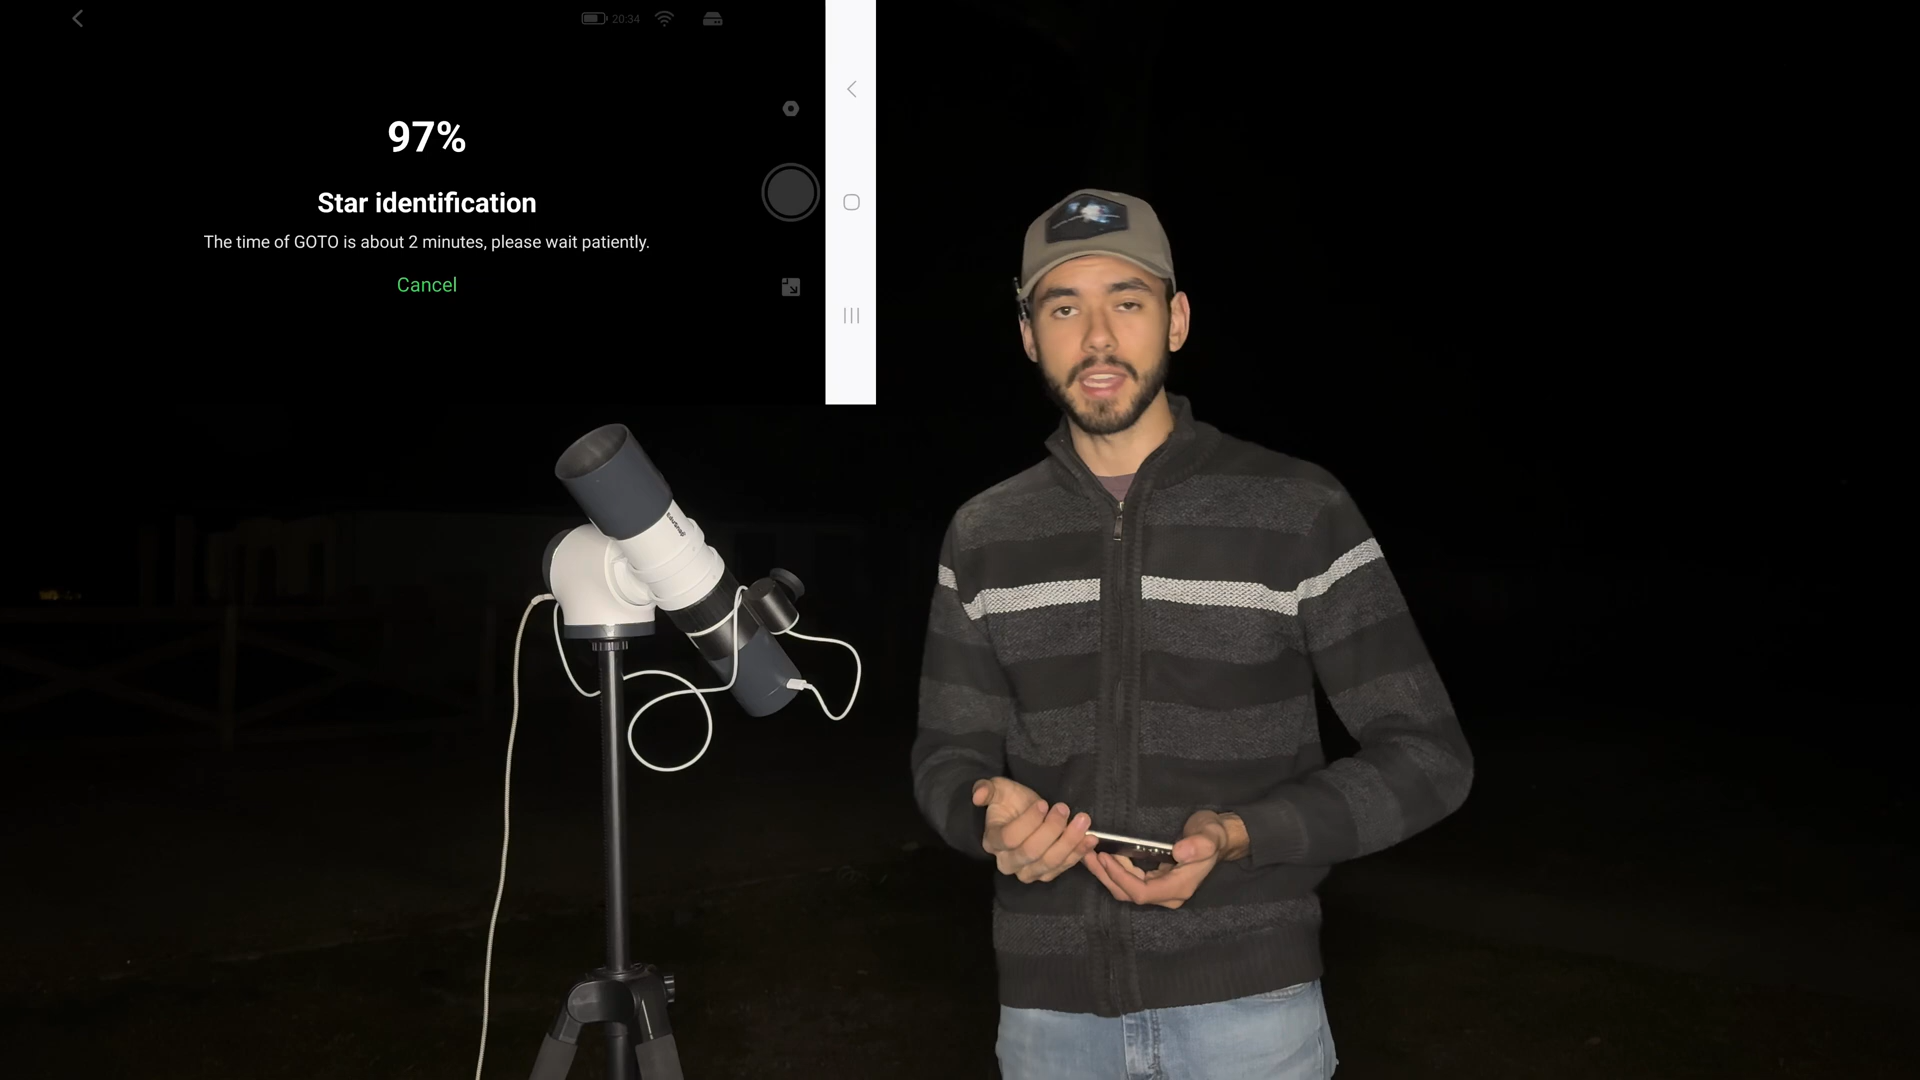 20:34
97%
Star identification
The time of GOTO is about 2 minutes, please wait patiently.
Cancel